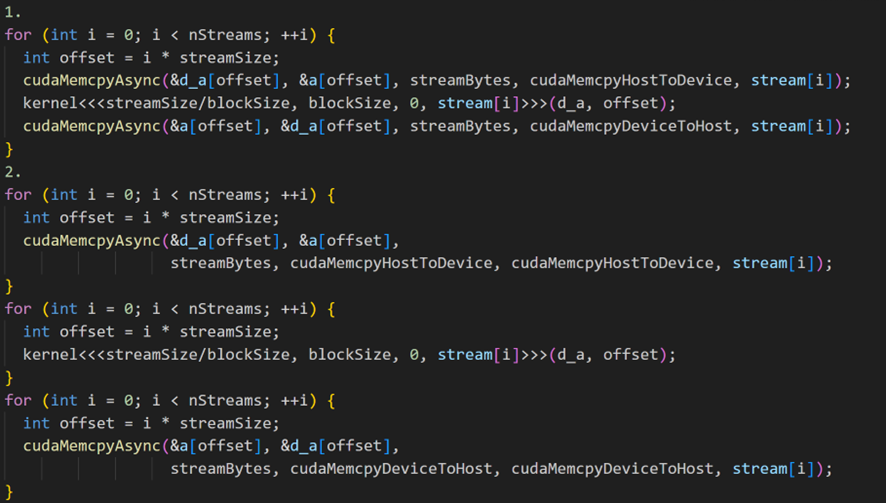 1.
for (int i = 0; i < nStreams; ++i) {
  int offset = i * streamSize;
  cudaMemcpyAsync(&d_a[offset], &a[offset], streamBytes, cudaMemcpyHostToDevice, stream[i]);
  kernel<<<streamSize/blockSize, blockSize, 0, stream[i]>>>(d_a, offset);
  cudaMemcpyAsync(&a[offset], &d_a[offset], streamBytes, cudaMemcpyDeviceToHost, stream[i]);
}
2.
for (int i = 0; i < nStreams; ++i) {
  int offset = i * streamSize;
  cudaMemcpyAsync(&d_a[offset], &a[offset],
                  streamBytes, cudaMemcpyHostToDevice, cudaMemcpyHostToDevice, stream[i]);
}
for (int i = 0; i < nStreams; ++i) {
  int offset = i * streamSize;
  kernel<<<streamSize/blockSize, blockSize, 0, stream[i]>>>(d_a, offset);
}
for (int i = 0; i < nStreams; ++i) {
  int offset = i * streamSize;
  cudaMemcpyAsync(&a[offset], &d_a[offset],
                  streamBytes, cudaMemcpyDeviceToHost, cudaMemcpyDeviceToHost, stream[i]);
}